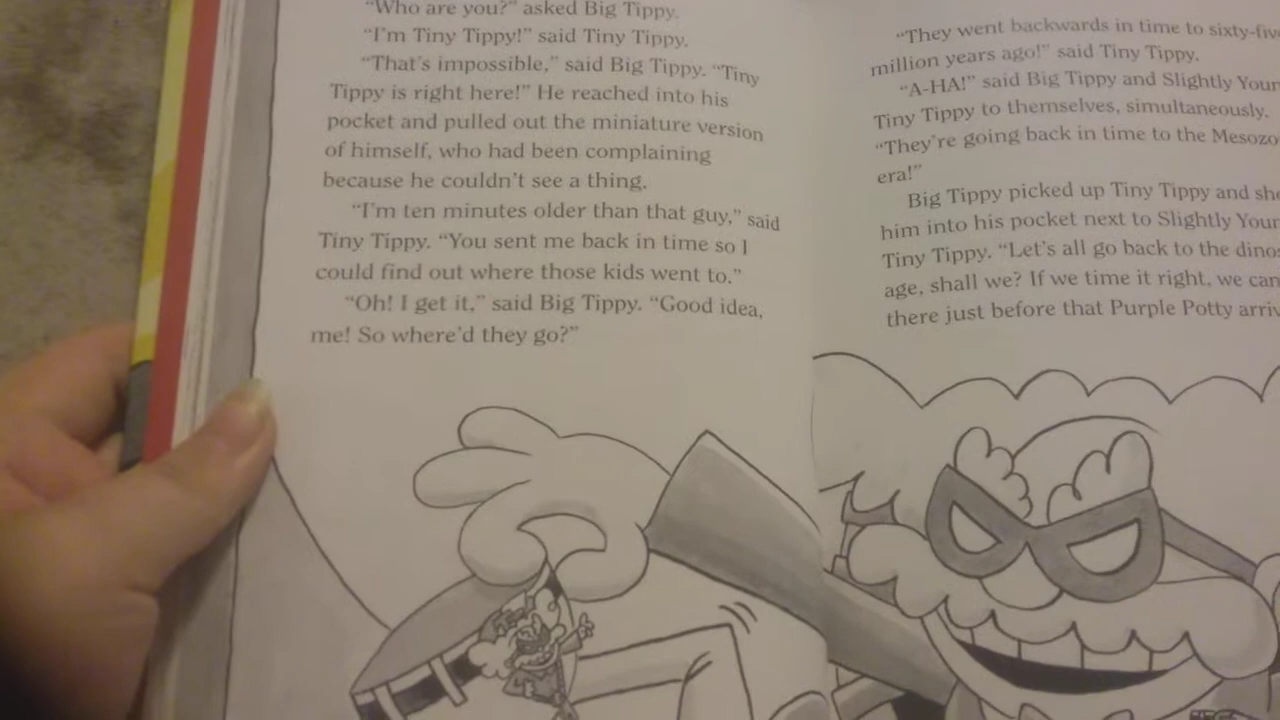 "Who are you?" asked Big Tippy.
"I'm Tiny Tippy!" said Tiny Tippy.
"That's impossible," said Big Tippy. "Tiny
Tippy is right here!" He reached into his
pocket and pulled out the miniature version
of himself, who had been complaining
because he couldn't see a thing.
"I'm ten minutes older than that guy," said
Tiny Tippy. "You sent me back in time so I
could find out where those kids went to."
"Oh! I get it," said Big Tippy. "Good idea,
me! So where'd they go?"
"They went backwards in time to sixty-five
million years ago!" said Tiny Tippy.
"A-HA!" said Big Tippy and Slightly Youn
Tiny Tippy to themselves, simultaneously.
"They're going back in time to the Mesozo
era!"
Big Tippy picked up Tiny Tippy and sho
him into his pocket next to Slightly Youn
Tiny Tippy. "Let's all go back to the dinos
age, shall we? If we time it right, we can
there just before that Purple Potty arriv